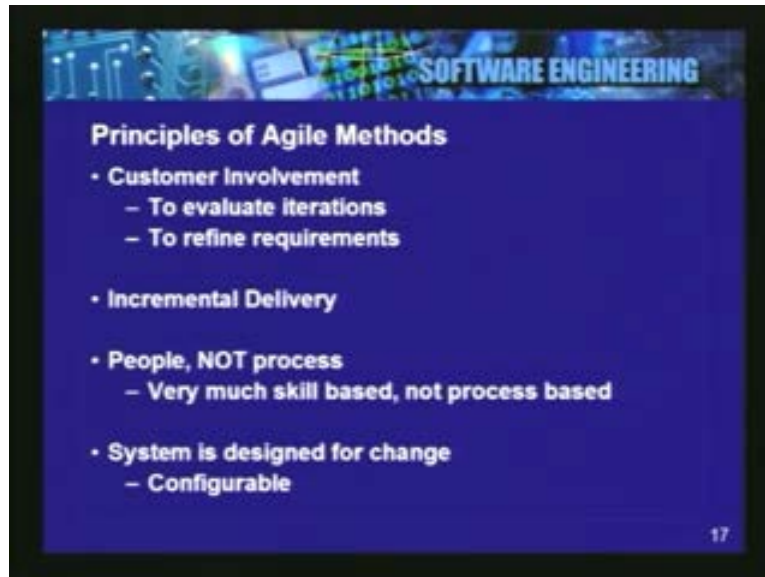 SOFTWARE ENGINEERING
Principles of Agile Methods
• Customer Involvement
– To evaluate iterations
– To refine requirements
• Incremental Delivery
• People, NOT process
– Very much skill based, not process based
• System is designed for change
– Configurable
17